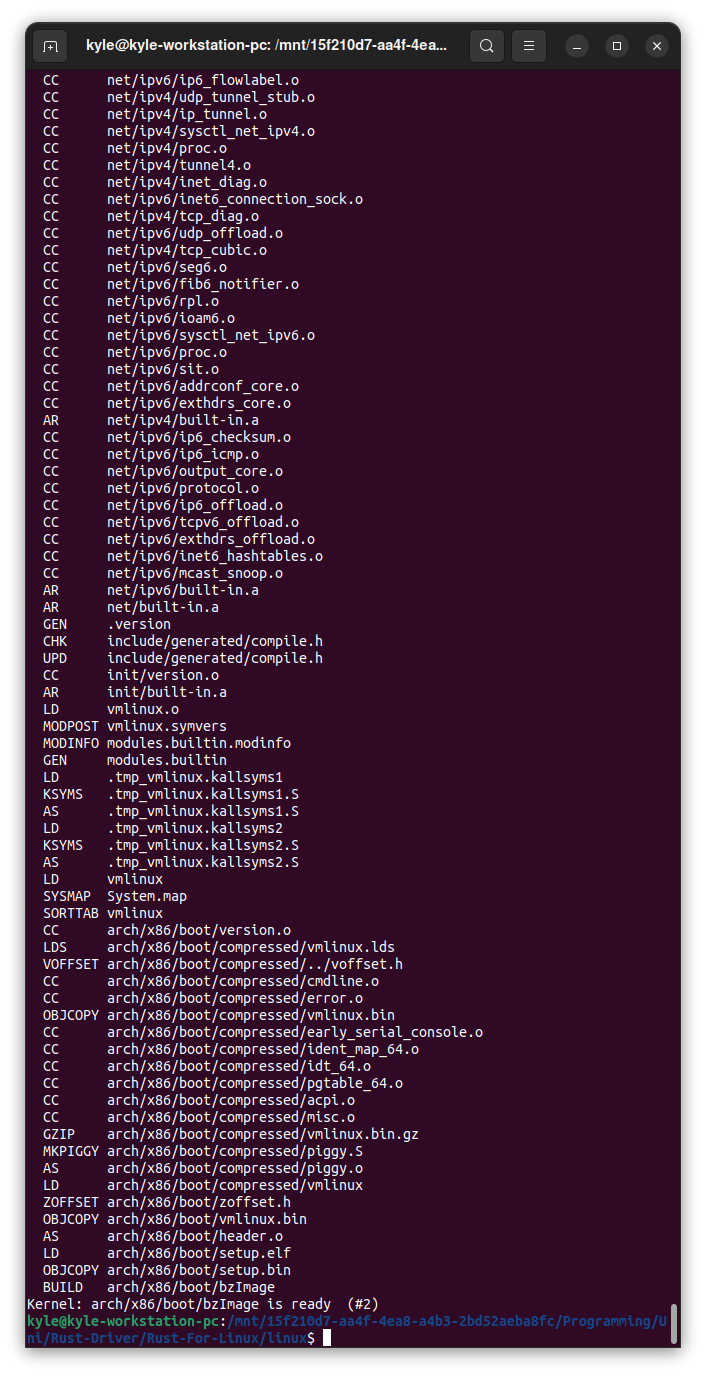 kyle@kyle-workstation-pc: /mnt/15f210d7-aa4f-4ea...
CC net/ipv6/ip6_flowlabel.o
CC net/ipv4/udp_tunnel_stub.o
CC net/ipv4/ip_tunnel.o
CC net/ipv4/sysctl_net_ipv4.o
CC net/ipv4/proc.o
CC net/ipv4/tunnel4.o
CC net/ipv4/inet_diag.o
CC net/ipv6/inet6_connection_sock.o
CC net/ipv4/tcp_diag.o
CC net/ipv6/udp_offload.o
CC net/ipv4/tcp_cubic.o
CC net/ipv6/seg6.o
CC net/ipv6/fib6_notifier.o
CC net/ipv6/rpl.o
CC net/ipv6/ioam6.o
CC net/ipv6/sysctl_net_ipv6.o
CC net/ipv6/proc.o
CC net/ipv6/sit.o
CC net/ipv6/addrconf_core.o
CC net/ipv6/exthdrs_core.o
AR net/ipv4/built-in.a
CC net/ipv6/ip6_checksum.o
CC net/ipv6/ip6_icmp.o
CC net/ipv6/output_core.o
CC net/ipv6/protocol.o
CC net/ipv6/ip6_offload.o
CC net/ipv6/tcpv6_offload.o
CC net/ipv6/exthdrs_offload.o
CC net/ipv6/inet6_hashtables.o
CC net/ipv6/mcast_snoop.o
AR net/ipv6/built-in.a
AR net/built-in.a
GEN .version
CHK include/generated/compile.h
UPD include/generated/compile.h
CC init/version.o
AR init/built-in.a
LD vmlinux.o
MODPOST vmlinux.symvers
MODINFO modules.builtin.modinfo
GEN modules.builtin
LD .tmp_vmlinux.kallsyms1
KSYMS .tmp_vmlinux.kallsyms1.S
AS .tmp_vmlinux.kallsyms1.S
LD .tmp_vmlinux.kallsyms2
KSYMS .tmp_vmlinux.kallsyms2.S
AS .tmp_vmlinux.kallsyms2.S
LD vmlinux
SYSMAP System.map
SORTTAB vmlinux
CC arch/x86/boot/version.o
LDS arch/x86/boot/compressed/vmlinux.lds
VOFFSET arch/x86/boot/compressed/../voffset.h
CC arch/x86/boot/compressed/cmdline.o
CC arch/x86/boot/compressed/error.o
OBJCOPY arch/x86/boot/compressed/vmlinux.bin
CC arch/x86/boot/compressed/early_serial_console.o
CC arch/x86/boot/compressed/ident_map_64.o
CC arch/x86/boot/compressed/idt_64.o
CC arch/x86/boot/compressed/pgtable_64.o
CC arch/x86/boot/compressed/acpi.o
CC arch/x86/boot/compressed/misc.o
GZIP arch/x86/boot/compressed/vmlinux.bin.gz
MKPIGGY arch/x86/boot/compressed/piggy.S
AS arch/x86/boot/compressed/piggy.o
LD arch/x86/boot/compressed/vmlinux
ZOFFSET arch/x86/boot/zoffset.h
OBJCOPY arch/x86/boot/vmlinux.bin
AS arch/x86/boot/header.o
LD arch/x86/boot/setup.elf
OBJCOPY arch/x86/boot/setup.bin
BUILD arch/x86/boot/bzImage
Kernel: arch/x86/boot/bzImage is ready (#2)
kyle@kyle-workstation-pc:/mnt/15f210d7-aa4f-4ea8-a4b3-2bd52aeba8fc/Programming/U
ni/Rust-Driver/Rust-For-Linux/linux$